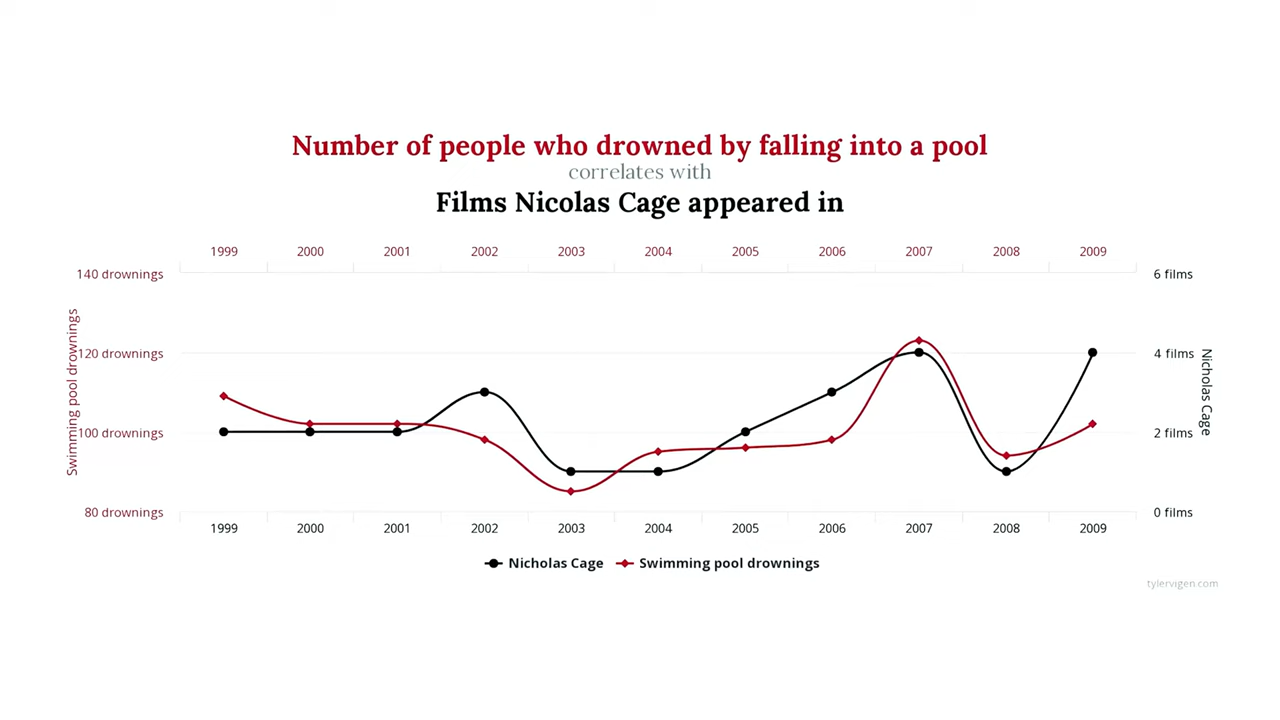 Number of people who drowned by falling into a pool
correlates with
Films Nicolas Cage appeared in
1999 2000 2001 2002 2003 2004 2005 2006 2007 2008 2009
140 drownings
120 drownings
100 drownings
80 drownings
Swimming pool drownings
6 films
4 films
2 films
0 films
Nicholas Cage
1999 2000 2001 2002 2003 2004 2005 2006 2007 2008 2009
Nicholas Cage Swimming pool drownings
tylervigen.com